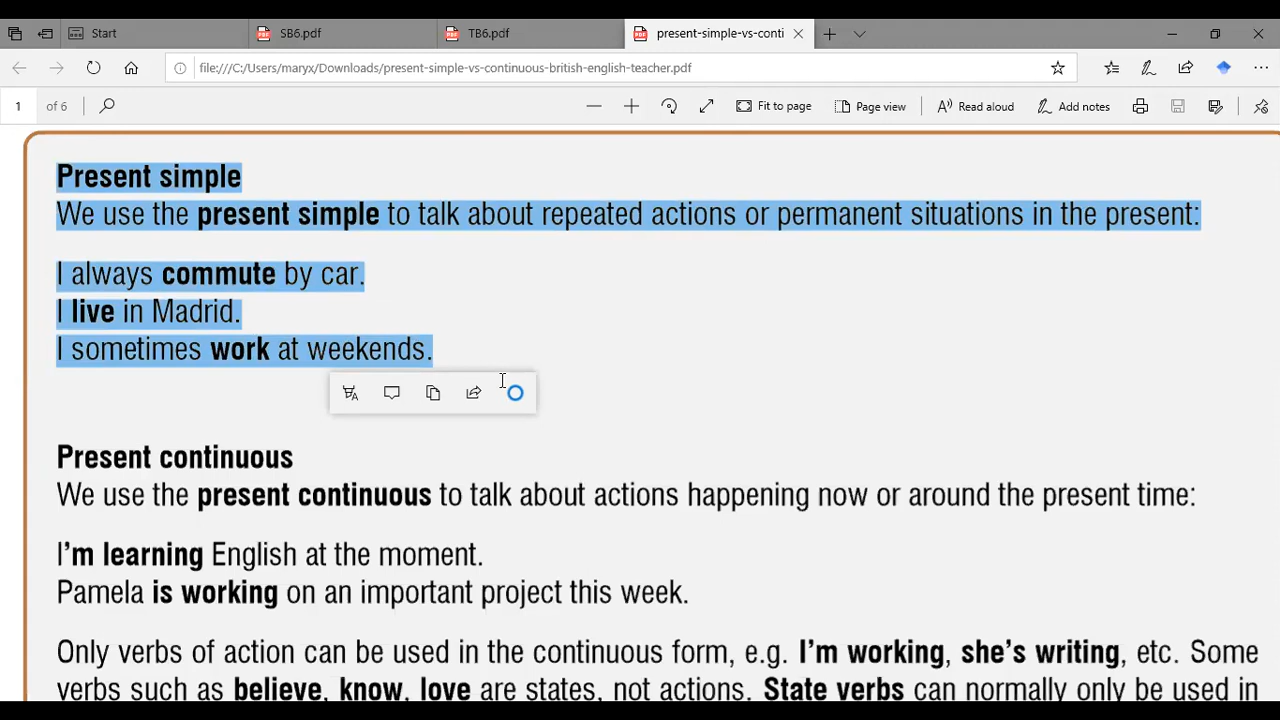 Start
SB6.pdf
TB6.pdf
present-simple-vs-conti
file:///C:/Users/maryx/Downloads/present-simple-vs-continuous-british-english-teacher.pdf
1 of 6
Fit to page
Page view
Read aloud
Add notes
Present simple
We use the present simple to talk about repeated actions or permanent situations in the present:
I always commute by car.
I live in Madrid.
I sometimes work at weekends.
Present continuous
We use the present continuous to talk about actions happening now or around the present time:
I'm learning English at the moment.
Pamela is working on an important project this week.
Only verbs of action can be used in the continuous form, e.g. I'm working, she's writing, etc. Some
verbs such as believe, know, love are states, not actions. State verbs can normally only be used in